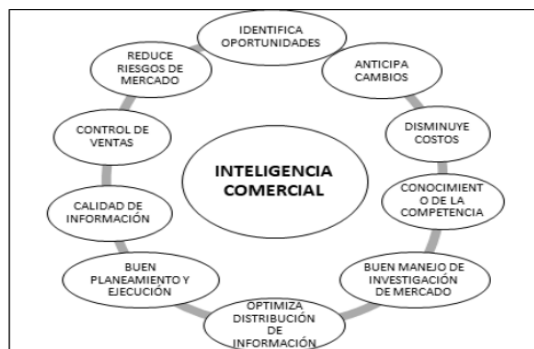 IDENTIFICA
OPORTUNIDADES
ANTICIPA
CAMBIOS
DISMINUYE
COSTOS
CONOCIMIENT
O DE LA
COMPETENCIA
BUEN MANEJO DE
INVESTIGACIÓN
DE MERCADO
OPTIMIZA
DISTRIBUCIÓN
DE
INFORMACIÓN
BUEN
PLANEAMIENTO Y
EJECUCIÓN
CALIDAD DE
INFORMACIÓN
CONTROL DE
VENTAS
REDUCE
RIESGOS DE
MERCADO
INTELIGENCIA
COMERCIAL